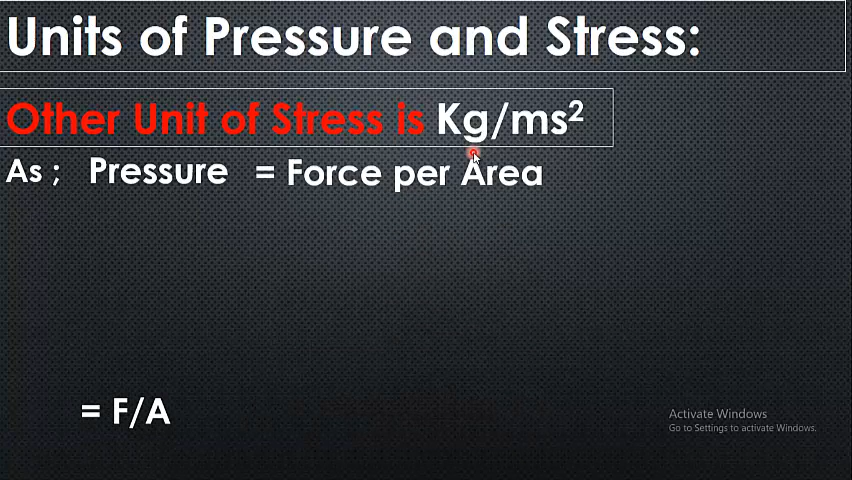 Units of Pressure and Stress:
Other Unit of Stress is Kg/ms²
As ; Pressure = Force per Area
= F/A
Activate Windows
Go to Settings to activate Windows.